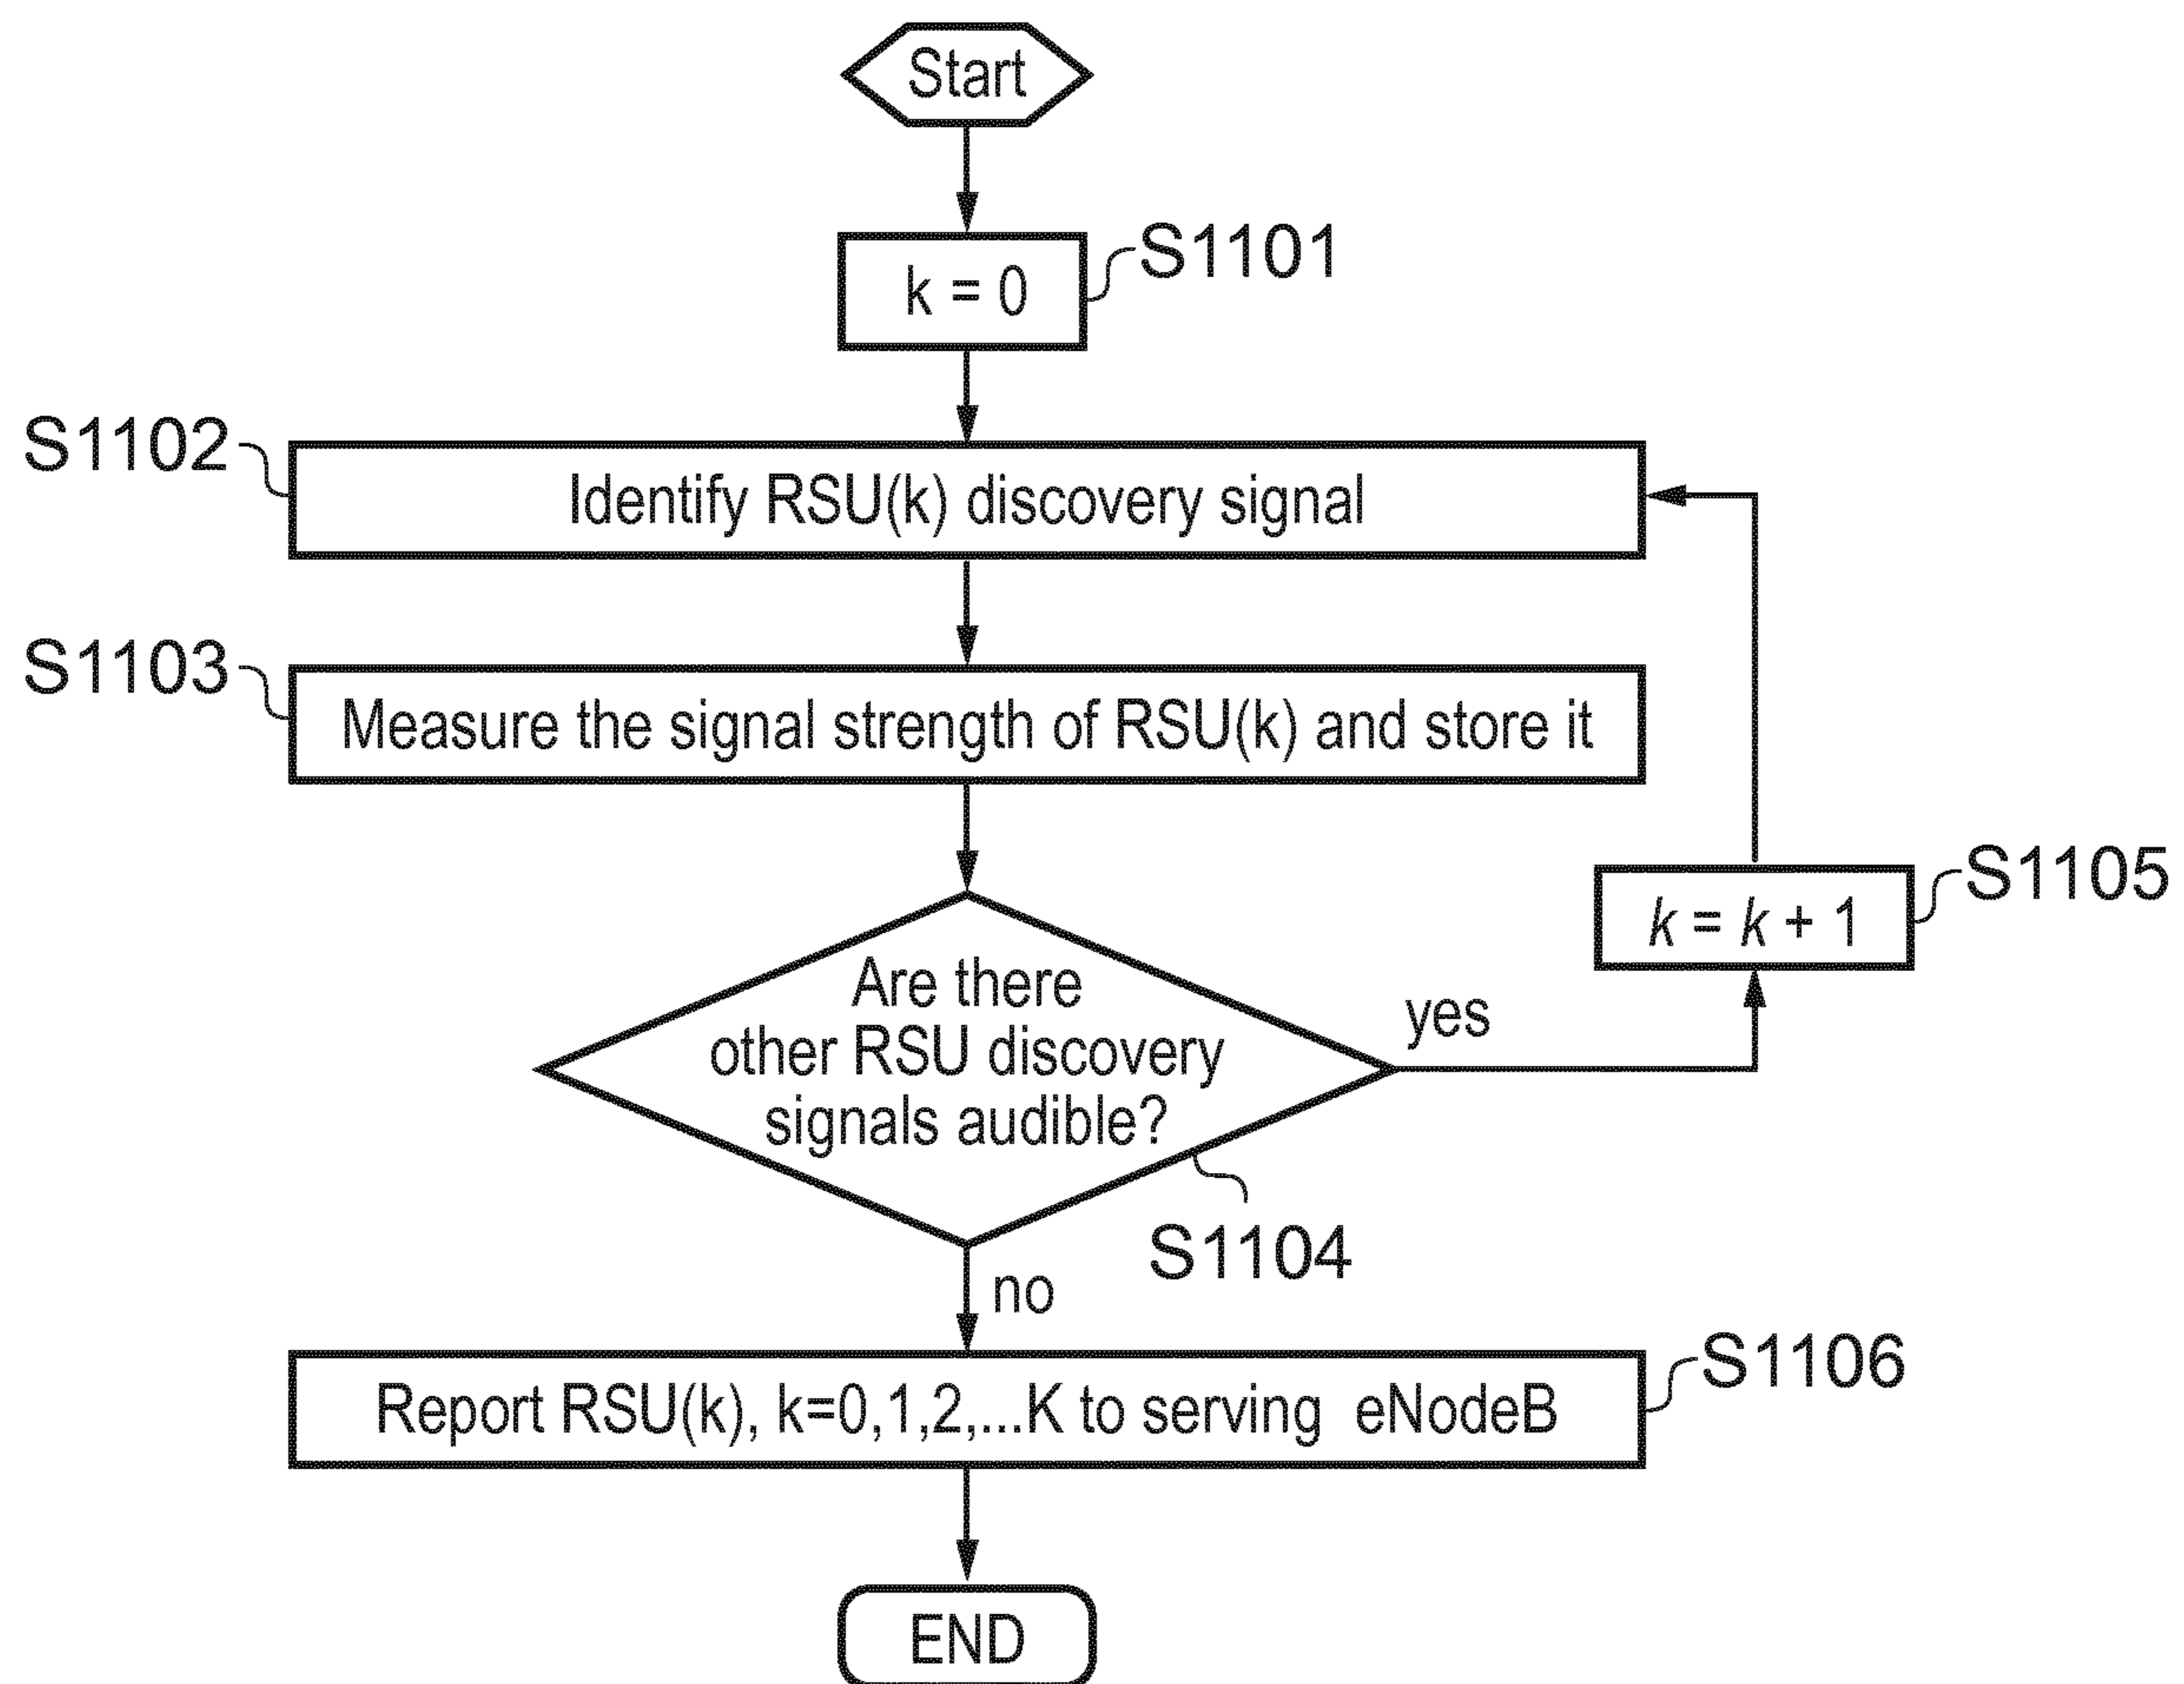 Start
k = 0
S1101
S1102
Identify RSU(k) discovery signal
S1103
Measure the signal strength of RSU(k) and store it
S1105
k = k + 1
Are there
other RSU discovery
signals audible?
yes
S1104
no
S1106
Report RSU(k), k=0,1,2,...K to serving eNodeB
END